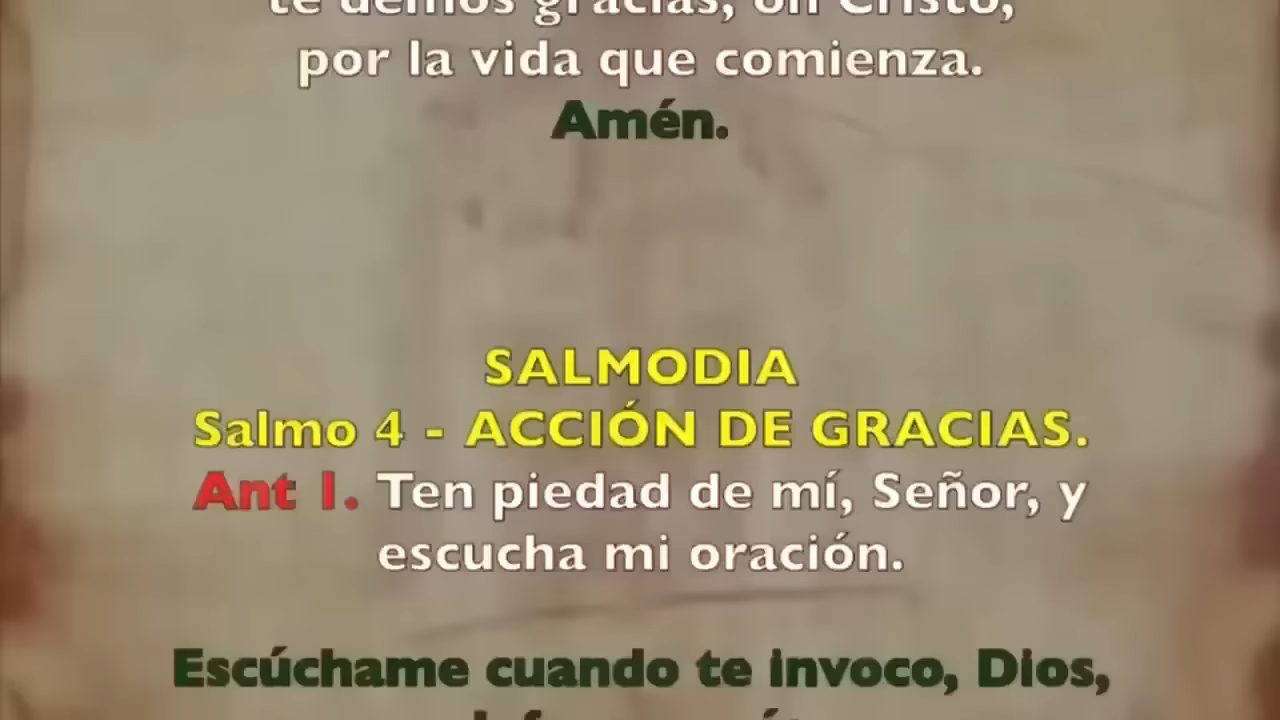 te demos gracias, oh Cristo,
por la vida que comienza.
Amén.
SALMODIA
Salmo 4 - ACCIÓN DE GRACIAS.
Ant 1. Ten piedad de mí, Señor, y
escucha mi oración.
Escúchame cuando te invoco, Dios,